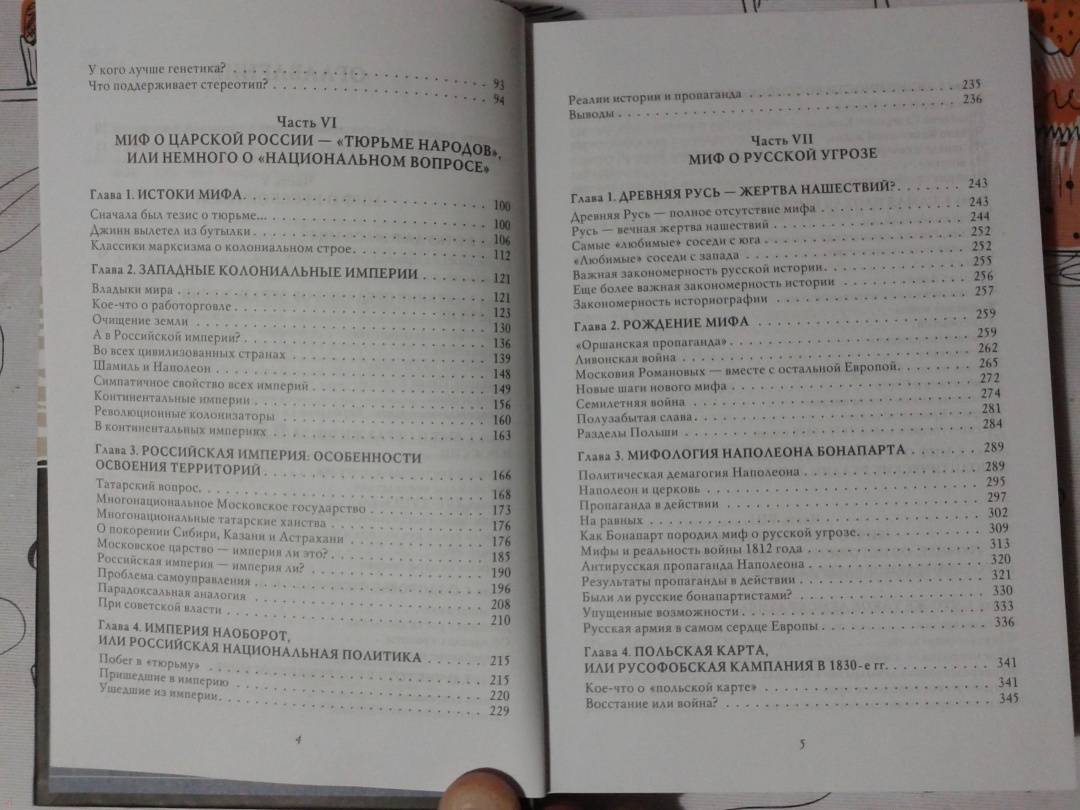 У кого лучше генетика? 93
Что поддерживает стереотип? 94
Часть VI
МИФ О ЦАРСКОЙ РОССИИ — «ТЮРЬМЕ НАРОДОВ»,
ИЛИ НЕМНОГО О «НАЦИОНАЛЬНОМ ВОПРОСЕ»
Глава 1. ИСТОКИ МИФА 100
Сначала был тезис о тюрьме... 100
Джинн вылетел из бутылки 106
Классики марксизма о колониальном строе 112
Глава 2. ЗАПАДНЫЕ КОЛОНИАЛЬНЫЕ ИМПЕРИИ 121
Владыки мира 121
Кое-что о работорговле 123
Очищение земли 130
А в Российской империи? 136
Во всех цивилизованных странах 139
Шамиль и Наполеон 148
Симпатичное свойство всех империй 149
Континентальные империи 156
Революционные колонизаторы 160
В континентальных империях 163
Глава 3. РОССИЙСКАЯ ИМПЕРИЯ: ОСОБЕННОСТИ
ОСВОЕНИЯ ТЕРРИТОРИЙ 166
Татарский вопрос 168
Многонациональное Московское государство 173
Многонациональные татарские ханства 176
О покорении Сибири, Казани и Астрахани 176
Московское царство — империя ли это? 185
Российская империя — империя ли? 190
Проблема самоуправления 196
Парадоксальная аналогия 208
При советской власти 210
Глава 4. ИМПЕРИЯ НАОБОРОТ,
ИЛИ РОССИЙСКАЯ НАЦИОНАЛЬНАЯ ПОЛИТИКА 215
Побег в «тюрьму» 215
Пришедшие в империю 220
Ушедшие из империи 229
4
Реалии истории и пропаганда 235
Выводы 236
Часть VII
МИФ О РУССКОЙ УГРОЗЕ
Глава 1. ДРЕВНЯЯ РУСЬ — ЖЕРТВА НАШЕСТВИЙ? 243
Древняя Русь — полное отсутствие мифа 243
Русь — вечная жертва нашествий 244
Самые «любимые» соседи с юга 252
«Любимые» соседи с запада 252
Важная закономерность русской истории 255
Еще более важная закономерность истории 256
Закономерность историографии 257
Глава 2. РОЖДЕНИЕ МИФА 259
«Оршанская пропаганда» 259
Ливонская война 262
Московия Романовых — вместе с остальной Европой 265
Новые шаги нового мифа 272
Семилетняя война 274
Полузабытая слава 281
Разделы Польши 284
Глава 3. МИФОЛОГИЯ НАПОЛЕОНА БОНАПАРТА 289
Политическая демагогия Наполеона 289
Наполеон и церковь 295
Пропаганда в действии 297
На равных 302
Как Бонапарт породил миф о русской угрозе 309
Мифы и реальность войны 1812 года 313
Антирусская пропаганда Наполеона 320
Результаты пропаганды в действии 321
Были ли русские бонапартистами? 330
Упущенные возможности 333
Русская армия в самом сердце Европы 336
Глава 4. ПОЛЬСКАЯ КАРТА,
ИЛИ РУСОФОБСКАЯ КАМПАНИЯ В 1830-е гг. 341
Кое-что о «польской карте» 341
Восстание или война? 345
5